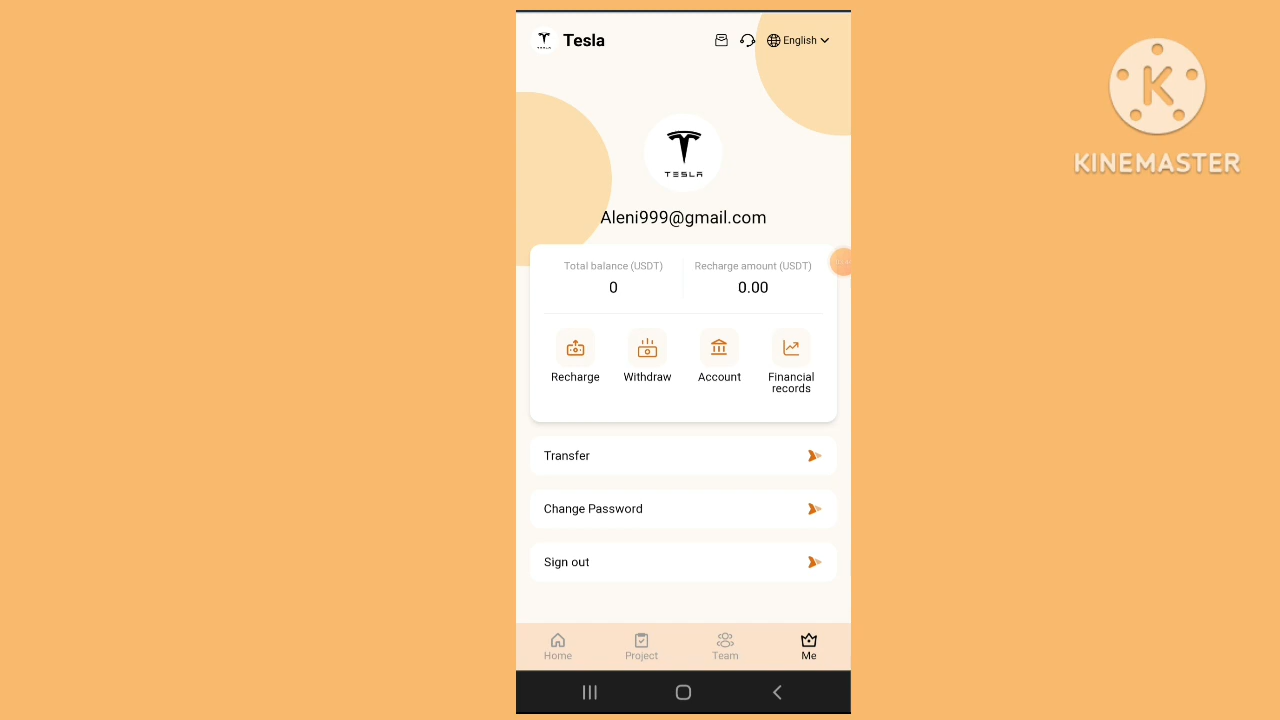 Tesla
English
TESLA
Aleni999@gmail.com
Total balance (USDT)
Recharge amount (USDT)
0
0.00
Recharge
Withdraw
Account
Financial
records
Transfer
Change Password
Sign out
Home
Project
Team
Me
K
KINEMASTER